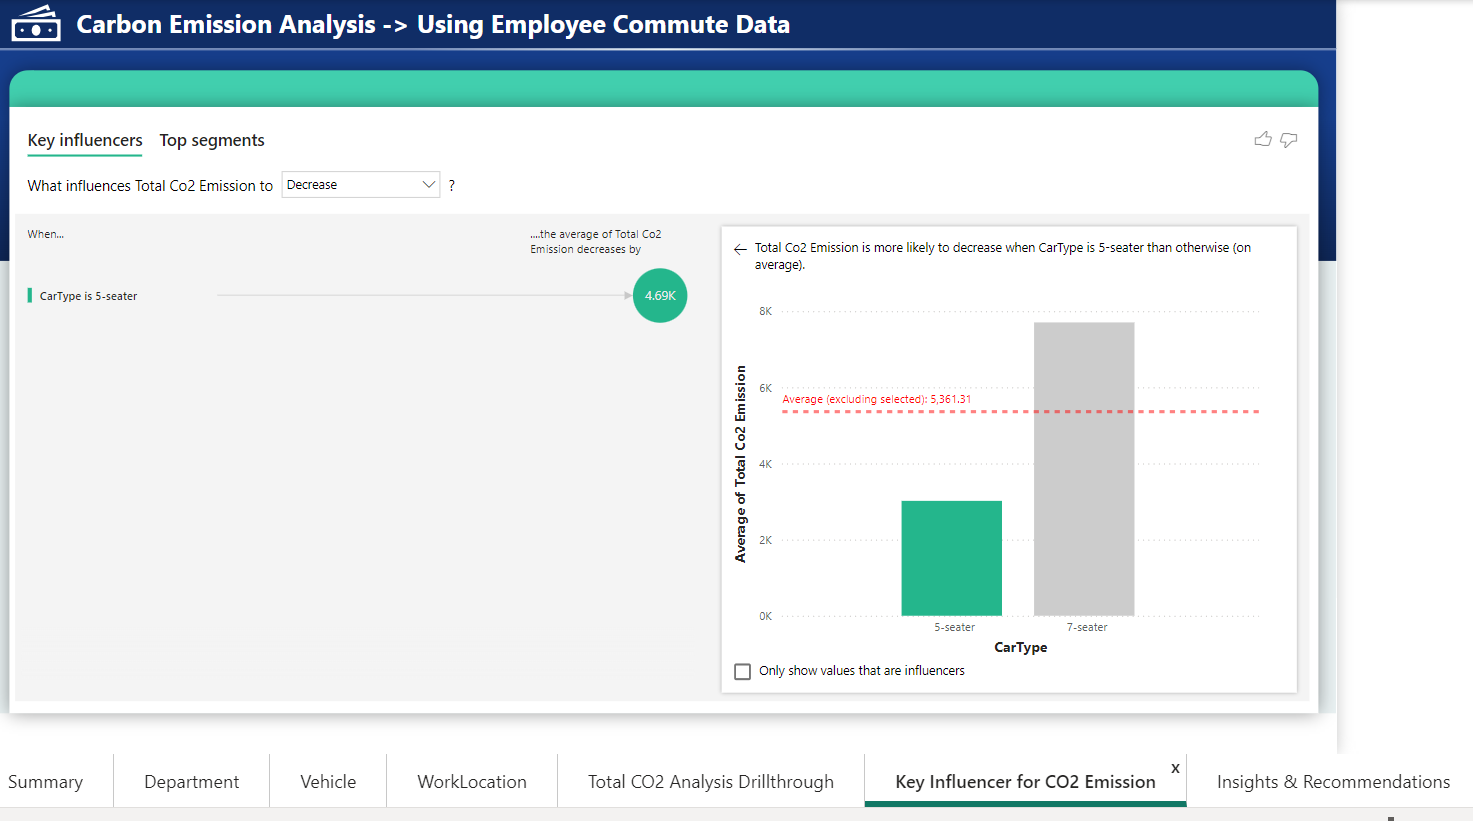 Carbon Emission Analysis -> Using Employee Commute Data
Key influencers
Top segments
What influences Total Co2 Emission to
Decrease
?
When...
....the average of Total Co2
Emission decreases by
CarType is 5-seater
4.69K
Total Co2 Emission is more likely to decrease when CarType is 5-seater than otherwise (on
average).
Average of Total Co2 Emission
8K
6K
4K
2K
0K
Average (excluding selected): 5,361.31
5-seater
7-seater
CarType
Only show values that are influencers
Summary
Department
Vehicle
WorkLocation
Total CO2 Analysis Drillthrough
Key Influencer for CO2 Emission
x
Insights & Recommendations